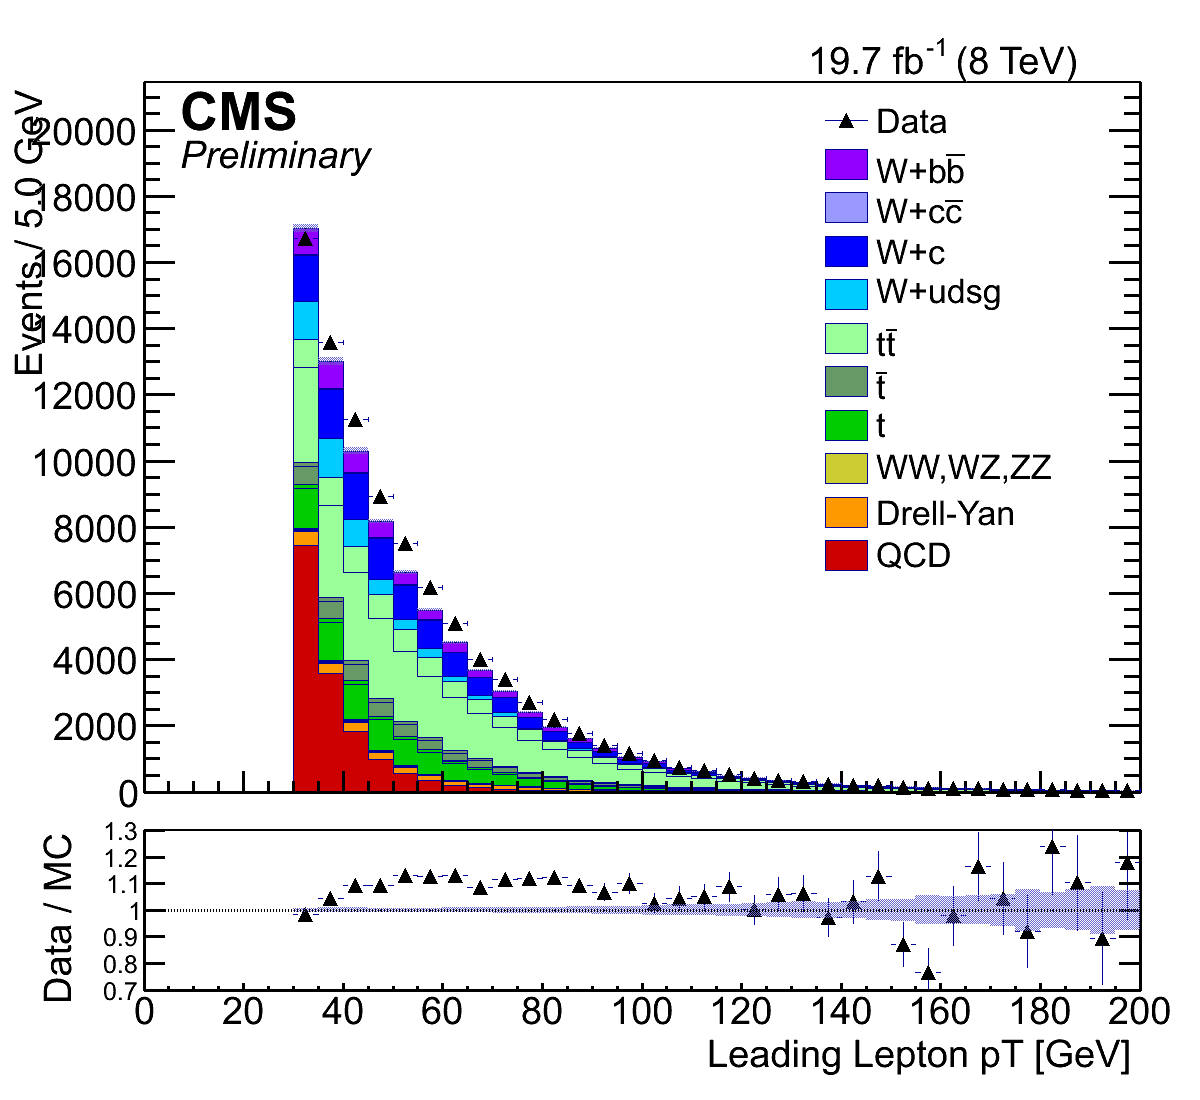 19.7 fb⁻¹ (8 TeV)
CMS
Preliminary
Events / 5.0 GeV
20000
18000
16000
14000
12000
10000
8000
6000
4000
2000
0
Data
W+bb̅
W+cc̅
W+c
W+udsg
tt̅
t̅
t
WW,WZ,ZZ
Drell-Yan
QCD
Data / MC
1.3
1.2
1.1
1
0.9
0.8
0.7
0 20 40 60 80 100 120 140 160 180 200
Leading Lepton pT [GeV]